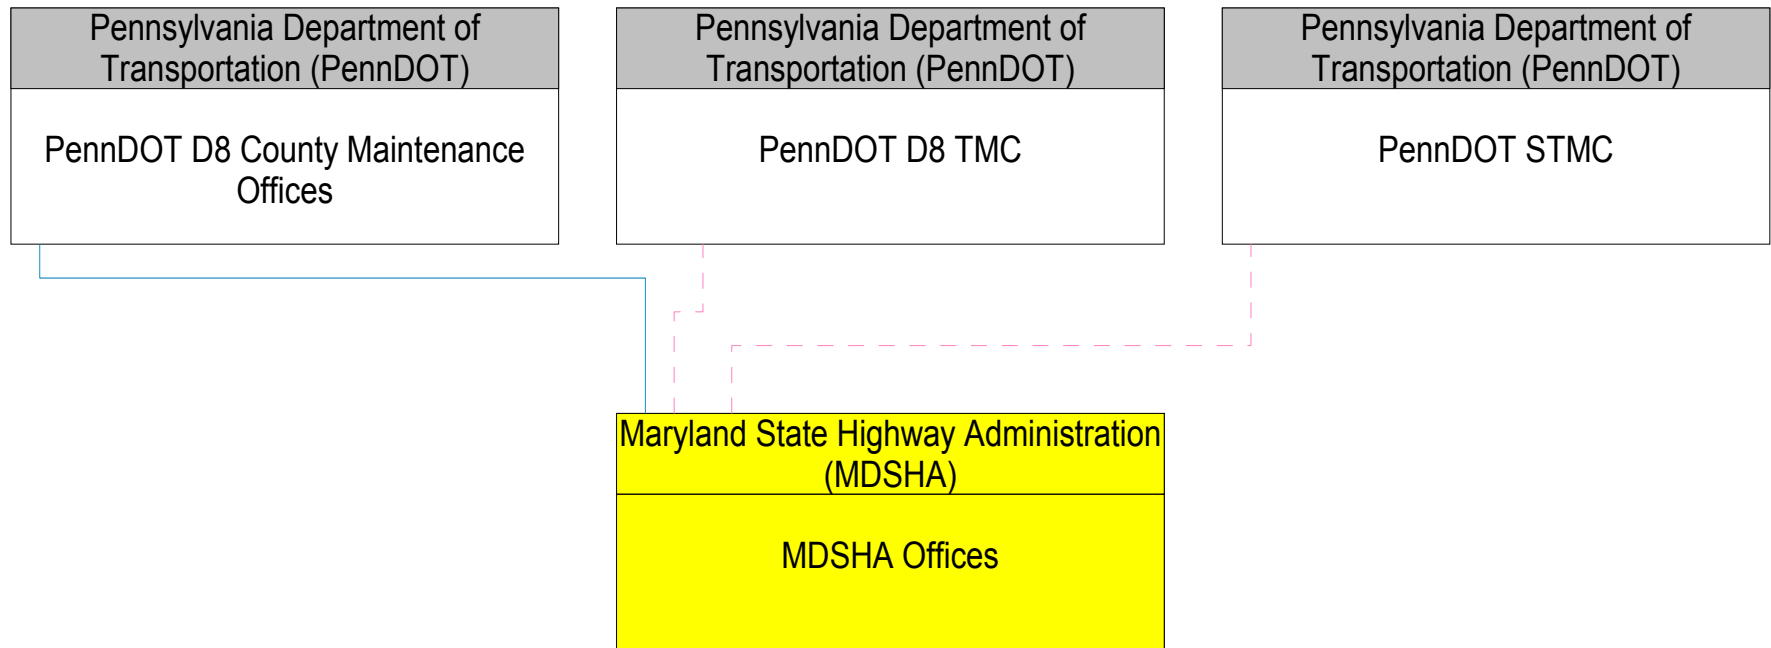 Pennsylvania Department of
Transportation (PennDOT)
PennDOT D8 County Maintenance
Offices
Pennsylvania Department of
Transportation (PennDOT)
PennDOT D8 TMC
Pennsylvania Department of
Transportation (PennDOT)
PennDOT STMC
Maryland State Highway Administration
(MDSHA)
MDSHA Offices